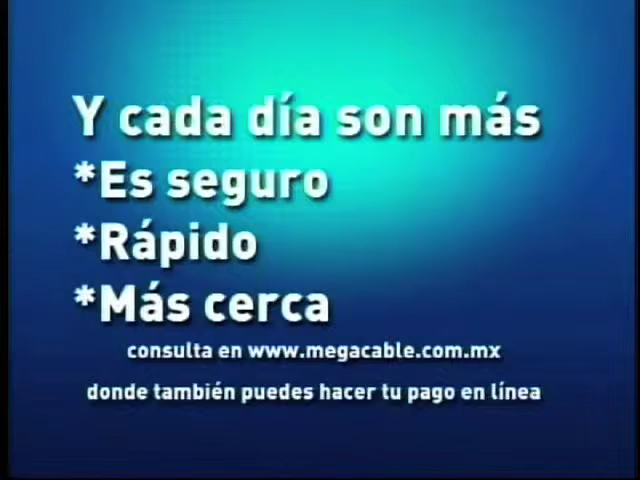 Y cada día son más
*Es seguro
*Rápido
*Más cerca
consulta en www.megacable.com.mx
donde también puedes hacer tu pago en línea